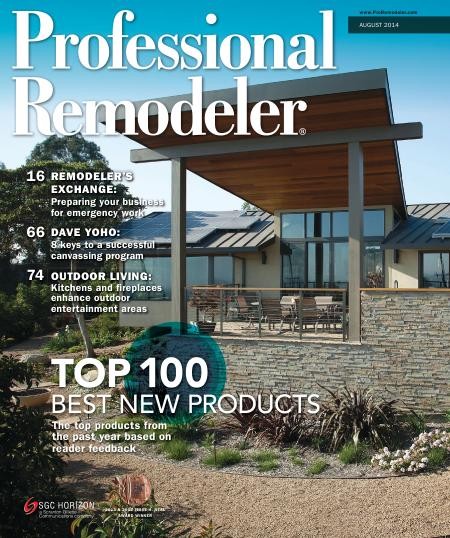 www.ProRemodeler.com
AUGUST 2014
Professional
Remodeler®
16 REMODELER'S
EXCHANGE:
Preparing your business
for emergency work
66 DAVE YOHO:
8 keys to a successful
canvassing program
74 OUTDOOR LIVING:
Kitchens and fireplaces
enhance outdoor
entertainment areas
TOP 100
BEST NEW PRODUCTS
The top products from
the past year based on
reader feedback
SGC HORIZON
AWARD WINNER